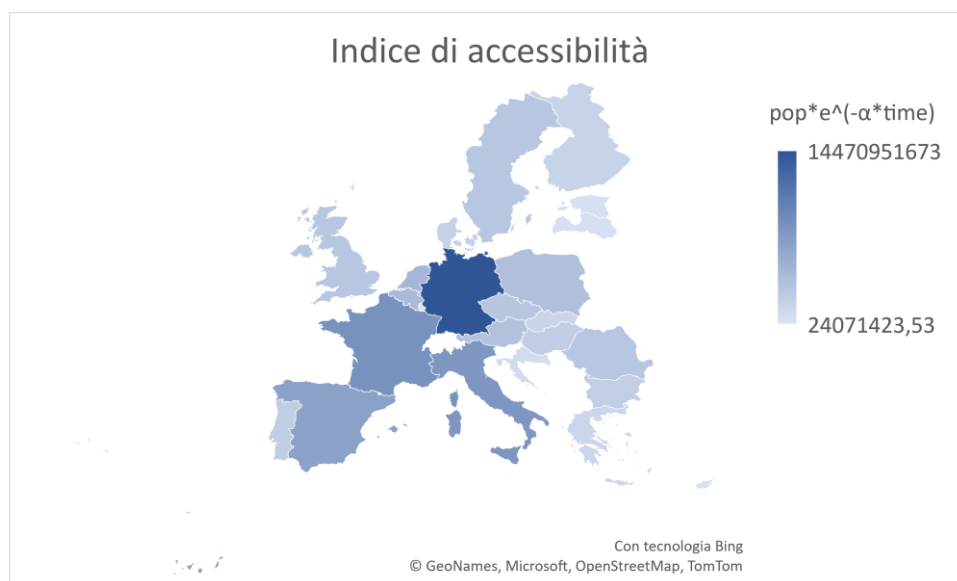 Indice di accessibilità
pop*e^(-α*time)
14470951673
24071423,53
Con tecnologia Bing
© GeoNames, Microsoft, OpenStreetMap, TomTom